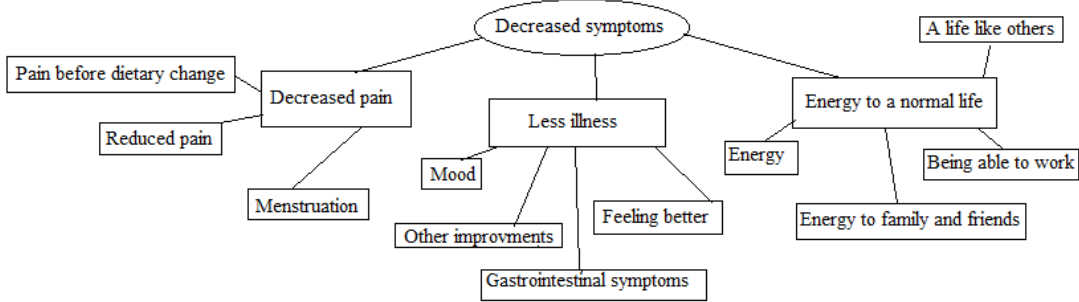 Decreased symptoms
A life like others
Pain before dietary change
Decreased pain
Energy to a normal life
Less illness
Reduced pain
Energy
Being able to work
Mood
Menstruation
Feeling better
Energy to family and friends
Other improvments
Gastrointestinal symptoms